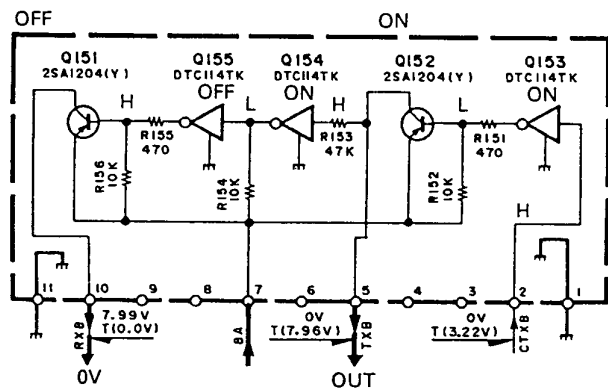 OFF
ON
Q151
2SA1204(Y)
Q155
DTC114TK
OFF
Q154
DTC114TK
ON
Q152
2SA1204(Y)
Q153
DTC114TK
ON
H
L
H
L
R155
470
R153
47K
R151
470
R156
10K
R154
10K
R152
10K
H
11
10
9
8
7
6
5
4
3
2
1
7.99V
T(0.0V)
RXB
8A
0V
T(7.96V)
TXB
0V
T(3.22V)
CTXB
0V
OUT